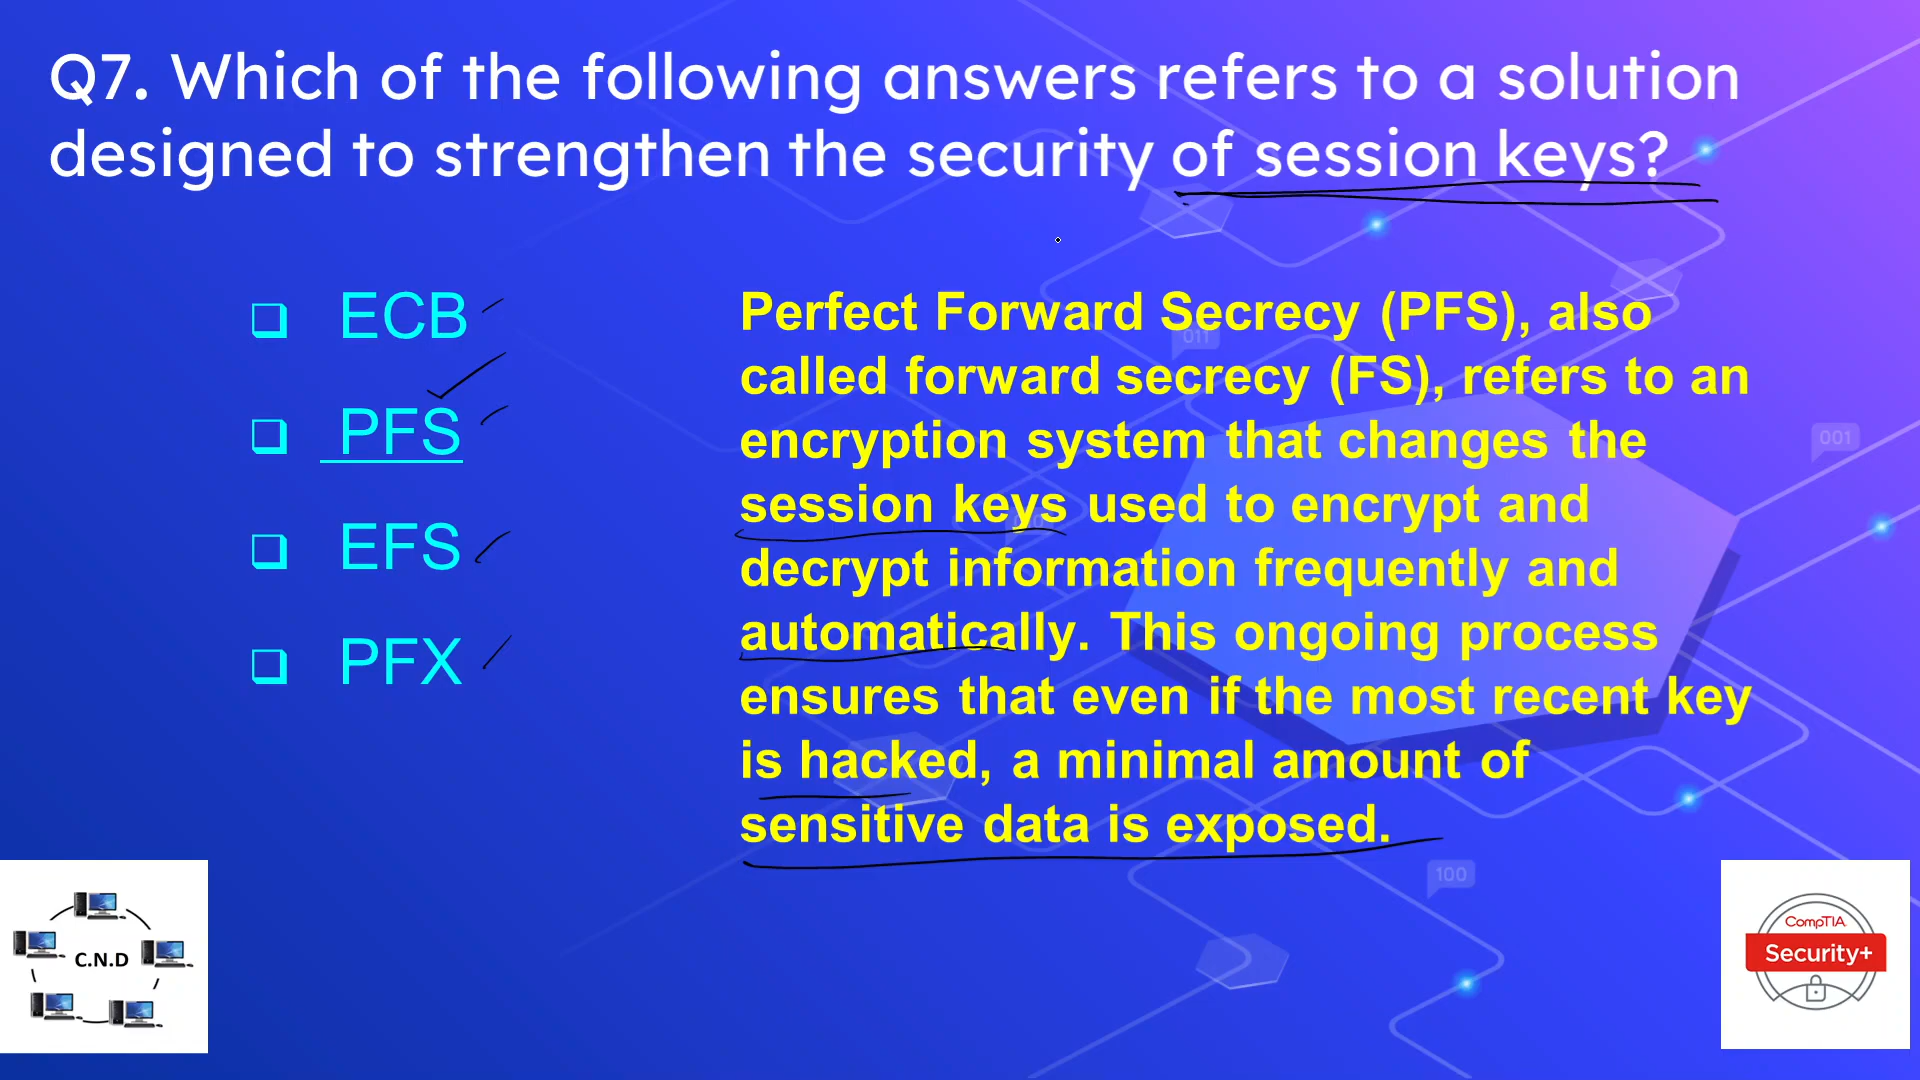 Q7. Which of the following answers refers to a solution
designed to strengthen the security of session keys?
ECB
PFS
EFS
PFX
Perfect Forward Secrecy (PFS), also
called forward secrecy (FS), refers to an
encryption system that changes the
session keys used to encrypt and
decrypt information frequently and
automatically. This ongoing process
ensures that even if the most recent key
is hacked, a minimal amount of
sensitive data is exposed.
011
001
100
C.N.D
CompTIA
Security+